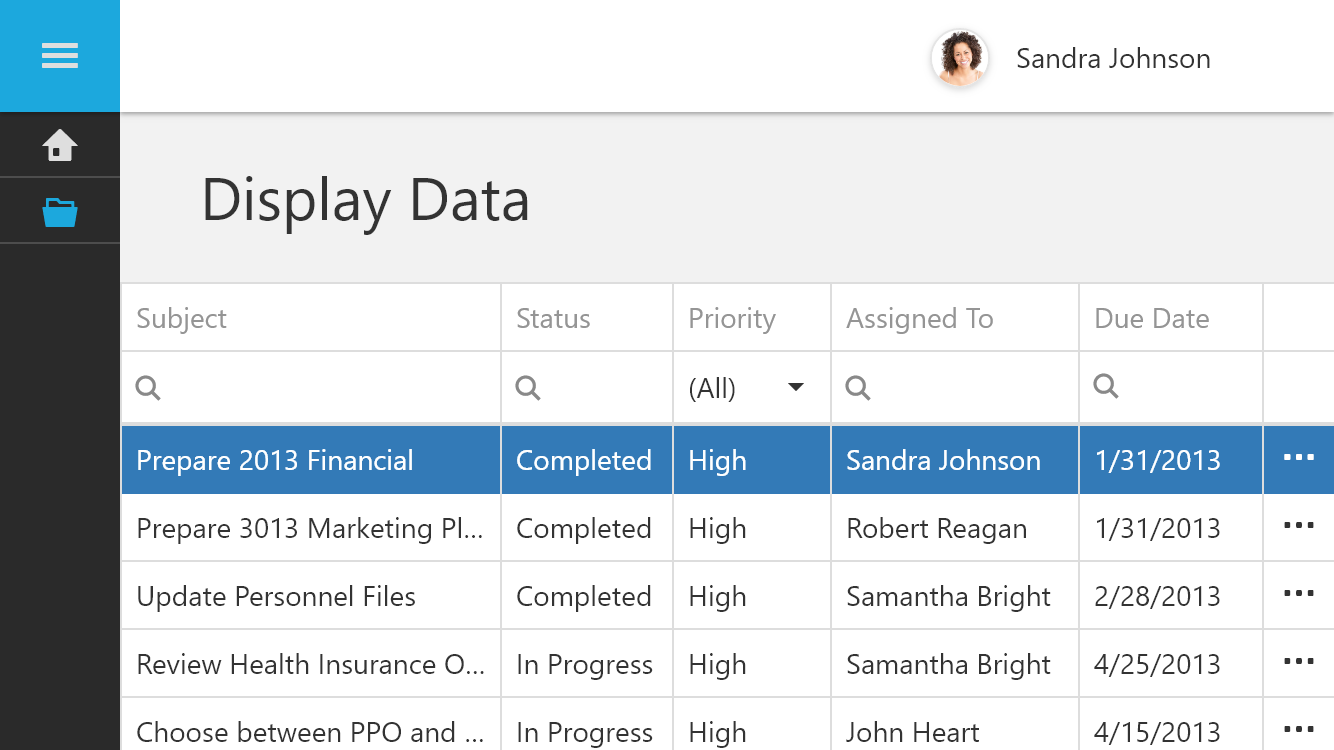 Sandra Johnson
Display Data
Subject Status Priority Assigned To Due Date
(All)
Prepare 2013 Financial Completed High Sandra Johnson 1/31/2013
Prepare 3013 Marketing Pl... Completed High Robert Reagan 1/31/2013
Update Personnel Files Completed High Samantha Bright 2/28/2013
Review Health Insurance O... In Progress High Samantha Bright 4/25/2013
Choose between PPO and ... In Progress High John Heart 4/15/2013